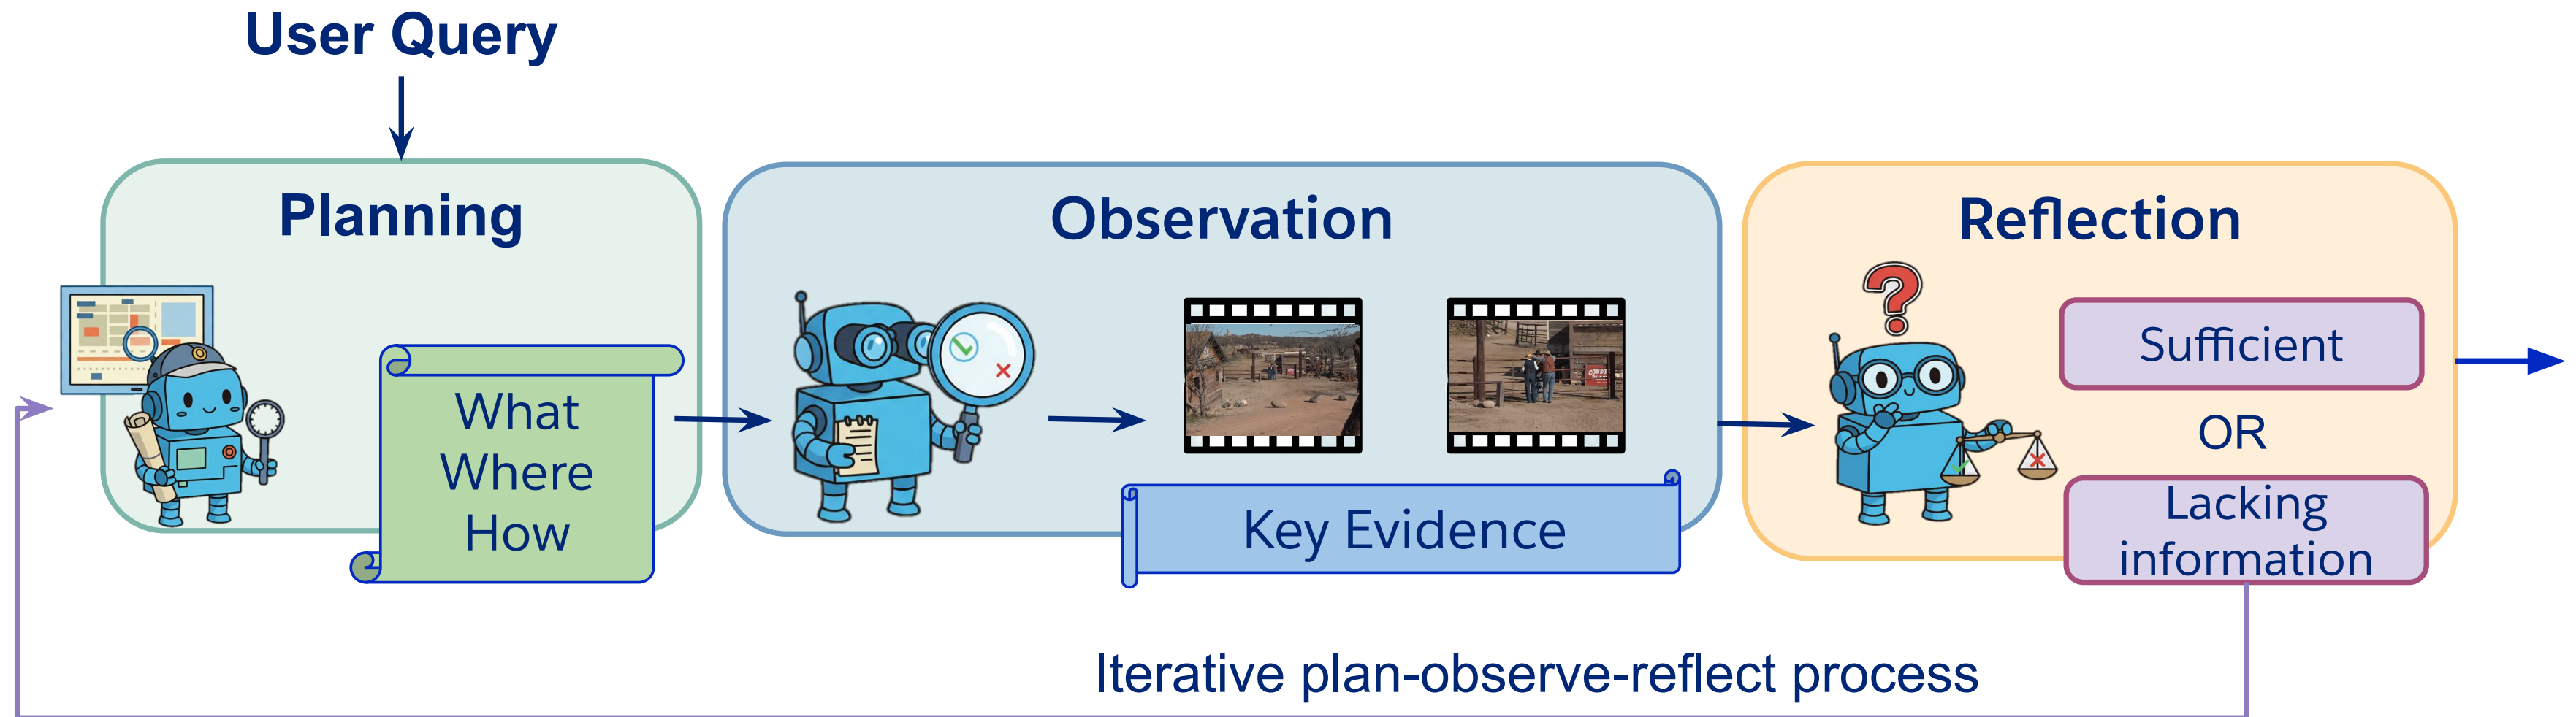 User Query
Planning
What
Where
How
Observation
Key Evidence
Reflection
Sufficient
OR
Lacking
information
Iterative plan-observe-reflect process